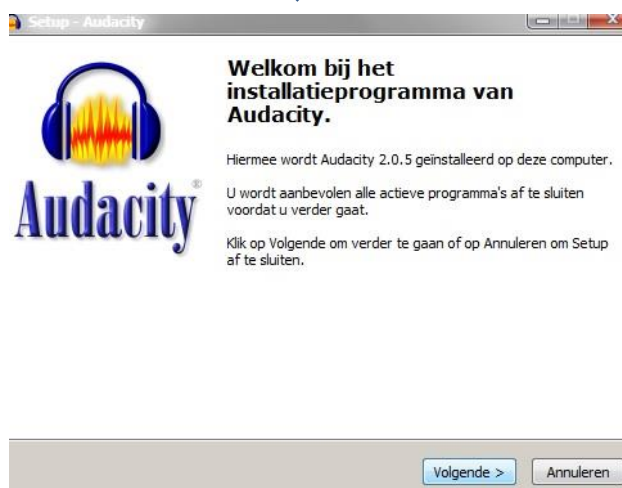 Setup - Audacity
Welkom bij het
installatieprogramma van
Audacity.
Hiermee wordt Audacity 2.0.5 geïnstalleerd op deze computer.
U wordt aanbevolen alle actieve programma's af te sluiten
voordat u verder gaat.
Klik op Volgende om verder te gaan of op Annuleren om Setup
af te sluiten.
Audacity®
Volgende >
Annuleren